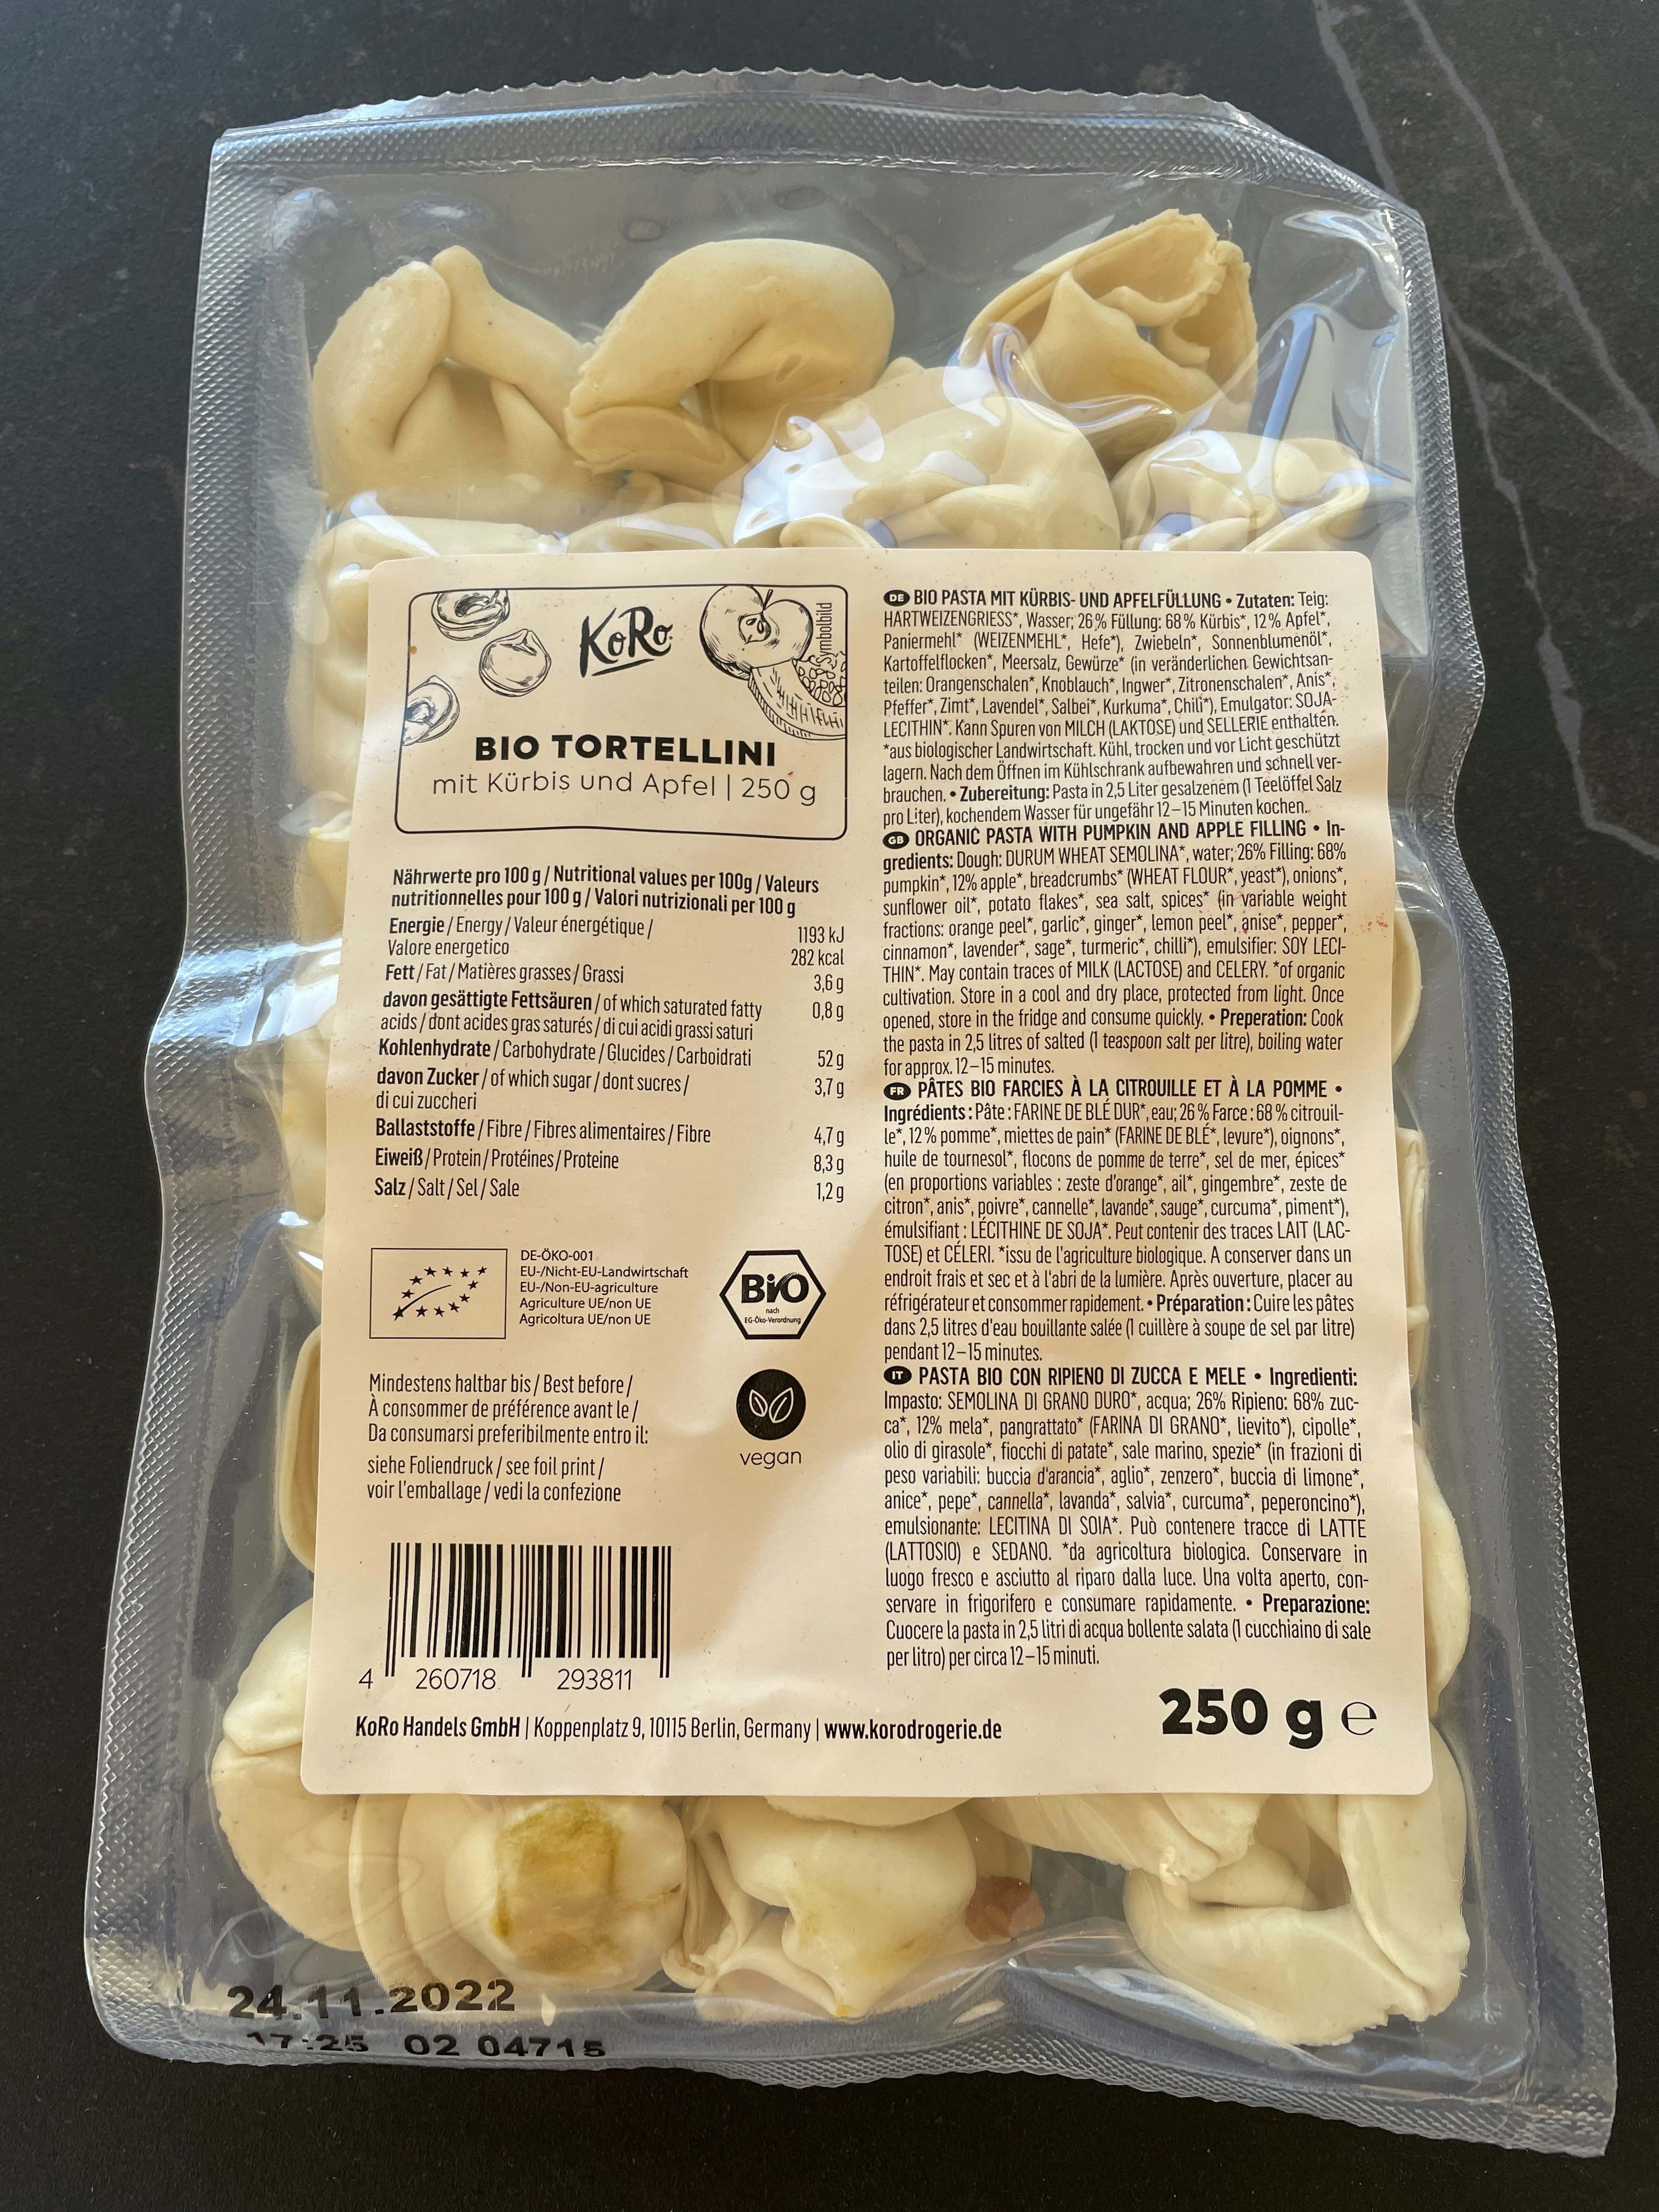 KoRo
Symbolbild
BIO TORTELLINI
mit Kürbis und Apfel | 250 g
Nährwerte pro 100 g / Nutritional values per 100g / Valeurs
nutritionnelles pour 100 g / Valori nutrizionali per 100 g
Energie / Energy / Valeur énergétique / 1193 kJ
Valore energetico 282 kcal
Fett / Fat / Matières grasses / Grassi 3,6 g
davon gesättigte Fettsäuren / of which saturated fatty 0,8 g
acids / dont acides gras saturés / di cui acidi grassi saturi
Kohlenhydrate / Carbohydrate / Glucides / Carboidrati 52 g
davon Zucker / of which sugar / dont sucres / 3,7 g
di cui zuccheri
Ballaststoffe / Fibre / Fibres alimentaires / Fibre 4,7 g
Eiweiß / Protein / Protéines / Proteine 8,3 g
Salz / Salt / Sel / Sale 1,2 g
DE-ÖKO-001
EU-/Nicht-EU-Landwirtschaft
EU-/Non-EU-agriculture
Agriculture UE/non UE
Agricoltura UE/non UE
BiO
nach
EG-Öko-Verordnung
Mindestens haltbar bis / Best before /
À consommer de préférence avant le /
Da consumarsi preferibilmente entro il:
siehe Foliendruck / see foil print /
voir l'emballage / vedi la confezione
vegan
4 260718 293811
DE BIO PASTA MIT KÜRBIS- UND APFELFÜLLUNG • Zutaten: Teig:
HARTWEIZENGRIESS*, Wasser; 26% Füllung: 68% Kürbis*, 12% Apfel*,
Paniermehl* (WEIZENMEHL*, Hefe*), Zwiebeln*, Sonnenblumenöl*,
Kartoffelflocken*, Meersalz, Gewürze* (in veränderlichen Gewichtsan-
teilen: Orangenschalen*, Knoblauch*, Ingwer*, Zitronenschalen*, Anis*,
Pfeffer*, Zimt*, Lavendel*, Salbei*, Kurkuma*, Chili*), Emulgator: SOJA-
LECITHIN*. Kann Spuren von MILCH (LAKTOSE) und SELLERIE enthalten.
*aus biologischer Landwirtschaft. Kühl, trocken und vor Licht geschützt
lagern. Nach dem Öffnen im Kühlschrank aufbewahren und schnell ver-
brauchen. • Zubereitung: Pasta in 2,5 Liter gesalzenem (1 Teelöffel Salz
pro Liter), kochendem Wasser für ungefähr 12–15 Minuten kochen.
GB ORGANIC PASTA WITH PUMPKIN AND APPLE FILLING • In-
gredients: Dough: DURUM WHEAT SEMOLINA*, water; 26% Filling: 68%
pumpkin*, 12% apple*, breadcrumbs* (WHEAT FLOUR*, yeast*), onions*,
sunflower oil*, potato flakes*, sea salt, spices* (in variable weight
fractions: orange peel*, garlic*, ginger*, lemon peel*, anise*, pepper*,
cinnamon*, lavender*, sage*, turmeric*, chilli*), emulsifier: SOY LECI-
THIN*. May contain traces of MILK (LACTOSE) and CELERY. *of organic
cultivation. Store in a cool and dry place, protected from light. Once
opened, store in the fridge and consume quickly. • Preperation: Cook
the pasta in 2,5 litres of salted (1 teaspoon salt per litre), boiling water
for approx. 12–15 minutes.
FR PÂTES BIO FARCIES À LA CITROUILLE ET À LA POMME •
Ingrédients : Pâte : FARINE DE BLÉ DUR*, eau; 26 % Farce : 68 % citrouil-
le*, 12 % pomme*, miettes de pain* (FARINE DE BLÉ*, levure*), oignons*,
huile de tournesol*, flocons de pomme de terre*, sel de mer, épices*
(en proportions variables : zeste d'orange*, ail*, gingembre*, zeste de
citron*, anis*, poivre*, cannelle*, lavande*, sauge*, curcuma*, piment*),
émulsifiant : LÉCITHINE DE SOJA*. Peut contenir des traces LAIT (LAC-
TOSE) et CÉLERI. *issu de l'agriculture biologique. A conserver dans un
endroit frais et sec et à l'abri de la lumière. Après ouverture, placer au
réfrigérateur et consommer rapidement. • Préparation : Cuire les pâtes
dans 2,5 litres d'eau bouillante salée (1 cuillère à soupe de sel par litre)
pendant 12–15 minutes.
IT PASTA BIO CON RIPIENO DI ZUCCA E MELE • Ingredienti:
Impasto: SEMOLINA DI GRANO DURO*, acqua; 26% Ripieno: 68% zuc-
ca*, 12% mela*, pangrattato* (FARINA DI GRANO*, lievito*), cipolle*,
olio di girasole*, fiocchi di patate*, sale marino, spezie* (in frazioni di
peso variabili: buccia d'arancia*, aglio*, zenzero*, buccia di limone*,
anice*, pepe*, cannella*, lavanda*, salvia*, curcuma*, peperoncino*),
emulsionante: LECITINA DI SOIA*. Può contenere tracce di LATTE
(LATTOSIO) e SEDANO. *da agricoltura biologica. Conservare in
luogo fresco e asciutto al riparo dalla luce. Una volta aperto, con-
servare in frigorifero e consumare rapidamente. • Preparazione:
Cuocere la pasta in 2,5 litri di acqua bollente salata (1 cucchiaino di sale
per litro) per circa 12–15 minuti.
250 g ℮
KoRo Handels GmbH | Koppenplatz 9, 10115 Berlin, Germany | www.korodrogerie.de
24.11.2022
17:25 02 04715